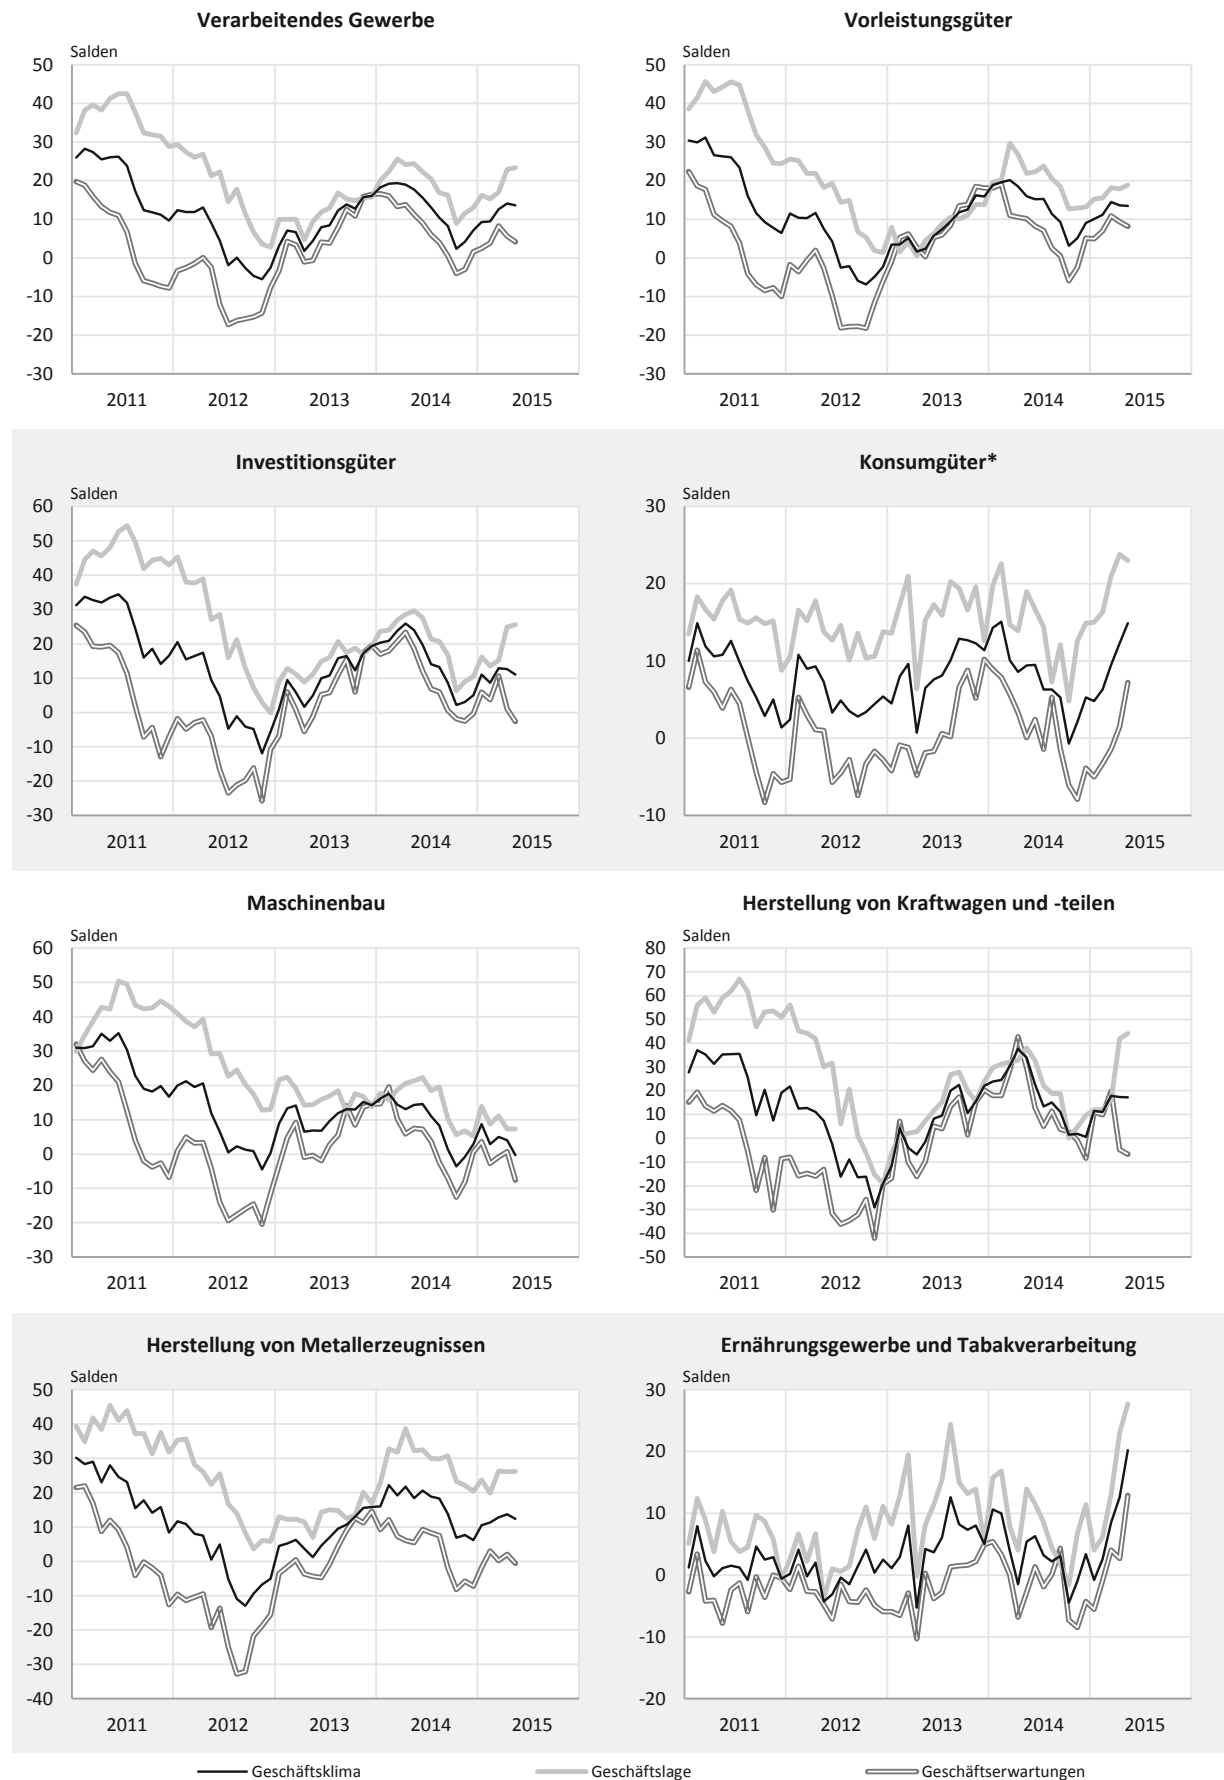 Verarbeitendes Gewerbe
Salden
50
40
30
20
10
0
-10
-20
-30
2011 2012 2013 2014 2015
Vorleistungsgüter
Salden
50
40
30
20
10
0
-10
-20
-30
2011 2012 2013 2014 2015
Investitionsgüter
Salden
60
50
40
30
20
10
0
-10
-20
-30
2011 2012 2013 2014 2015
Konsumgüter*
Salden
30
20
10
0
-10
2011 2012 2013 2014 2015
Maschinenbau
Salden
60
50
40
30
20
10
0
-10
-20
-30
2011 2012 2013 2014 2015
Herstellung von Kraftwagen und -teilen
Salden
80
70
60
50
40
30
20
10
0
-10
-20
-30
-40
-50
2011 2012 2013 2014 2015
Herstellung von Metallerzeugnissen
Salden
50
40
30
20
10
0
-10
-20
-30
-40
2011 2012 2013 2014 2015
Ernährungsgewerbe und Tabakverarbeitung
Salden
30
20
10
0
-10
-20
2011 2012 2013 2014 2015
Geschäftsklima Geschäftslage Geschäftserwartungen